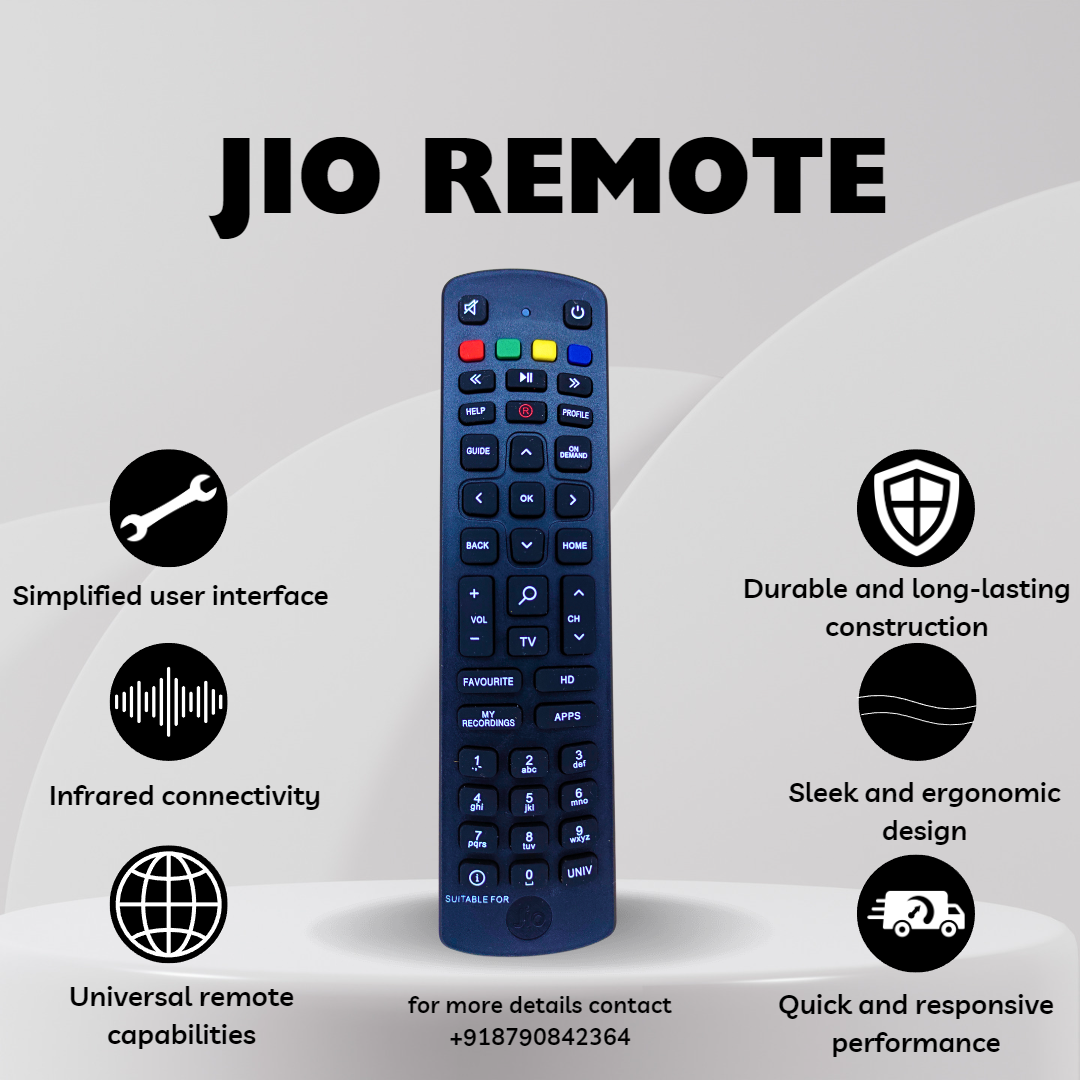 JIO REMOTE
HELP
R
PROFILE
GUIDE
ON
DEMAND
OK
BACK
HOME
+
VOL
−
CH
TV
FAVOURITE
HD
MY
RECORDINGS
APPS
1
.,-
2
abc
3
def
4
ghi
5
jkl
6
mno
7
pqrs
8
tuv
9
wxyz
i
0
UNIV
SUITABLE FOR
Jio
Simplified user interface
Infrared connectivity
Universal remote
capabilities
Durable and long-lasting
construction
Sleek and ergonomic
design
Quick and responsive
performance
for more details contact
+918790842364